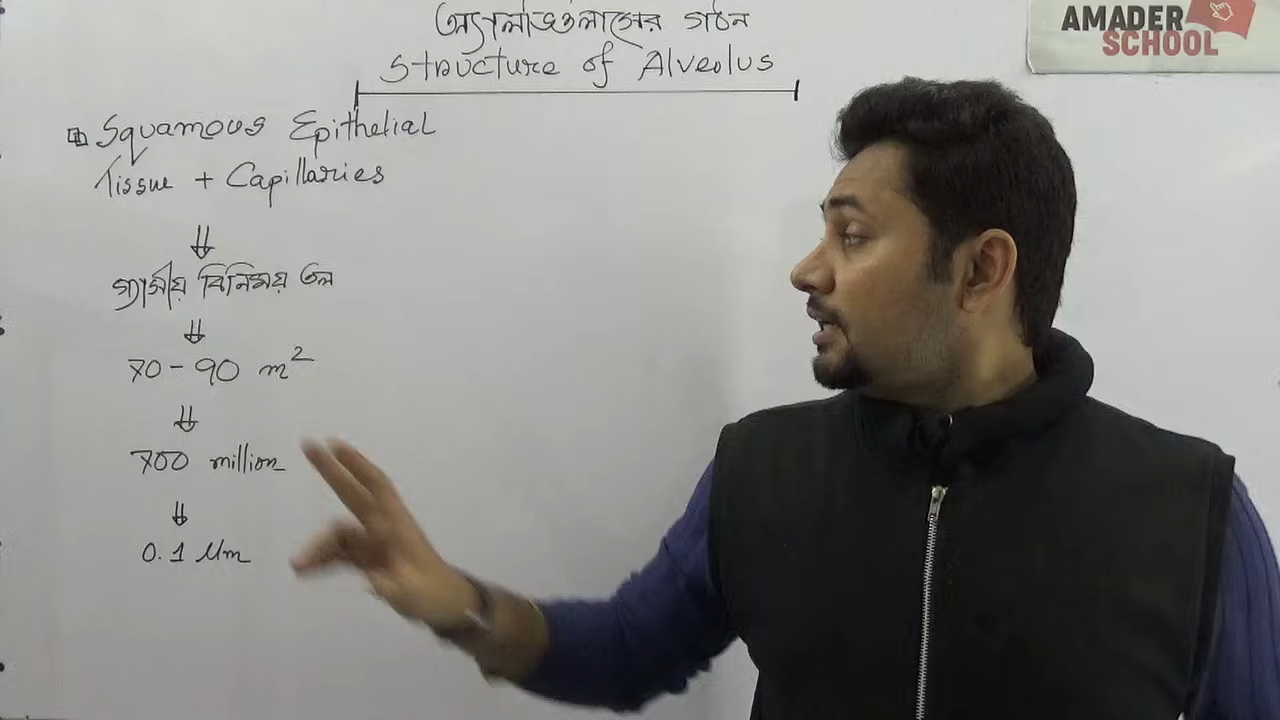 অ্যালভিওলাসের গঠন
Structure of Alveolus
AMADER
SCHOOL
Squamous Epithelial
Tissue + Capillaries
⇓
গ্যাসীয় বিনিময় তল
⇓
70 - 90 m²
⇓
700 million
⇓
0.1 μm